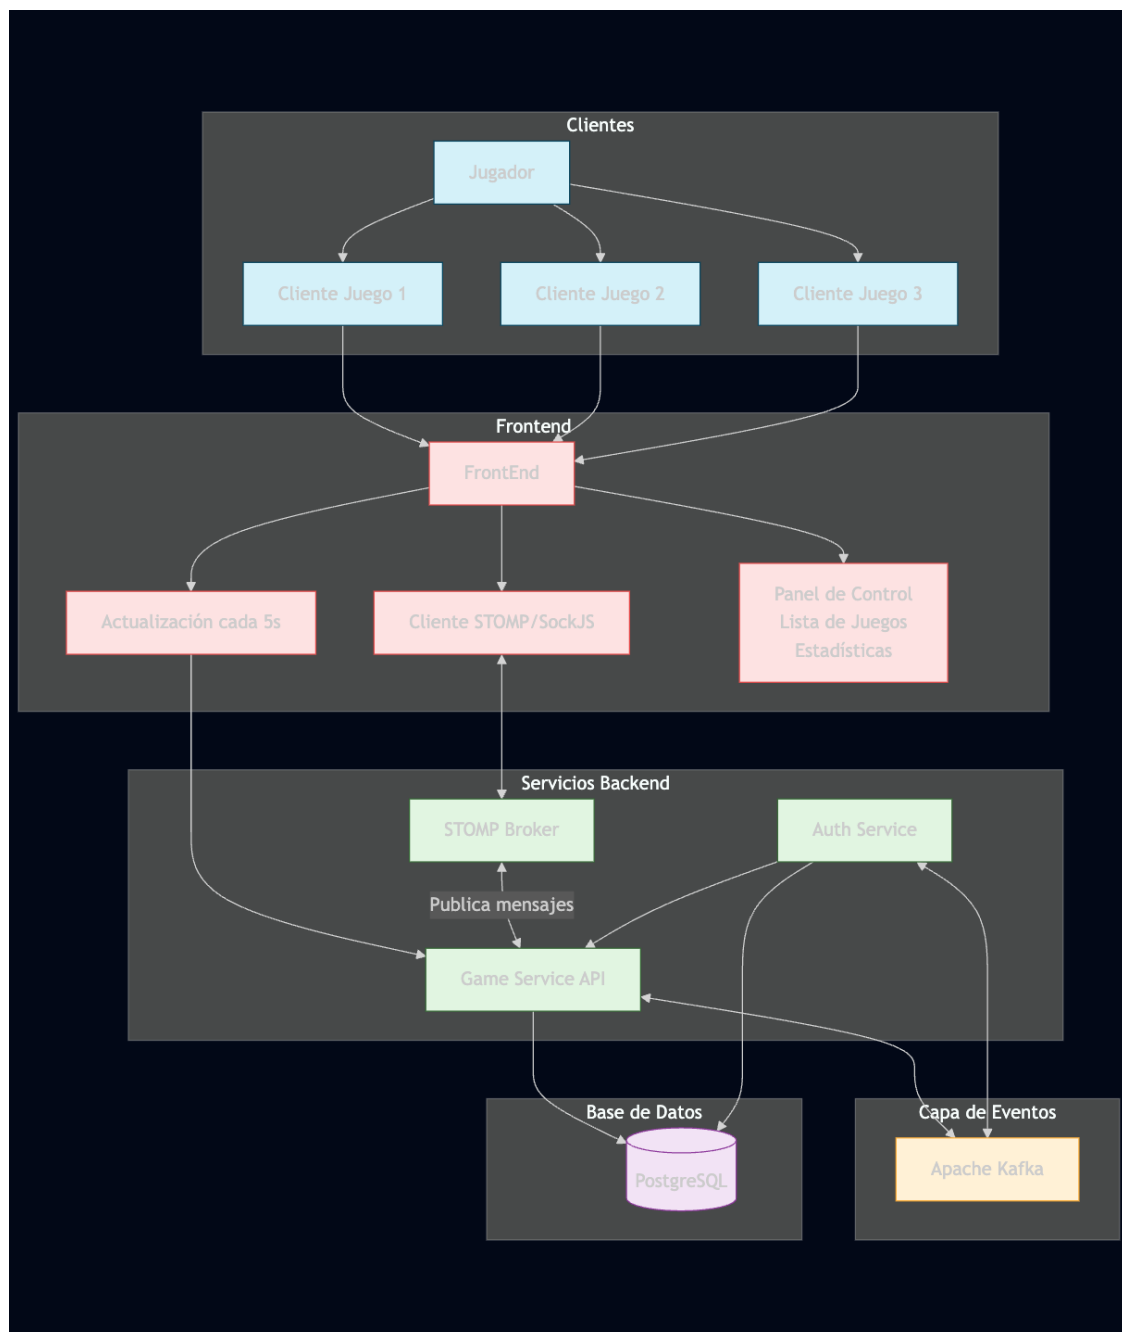 Clientes
Jugador
Cliente Juego 1
Cliente Juego 2
Cliente Juego 3
Frontend
FrontEnd
Actualización cada 5s
Cliente STOMP/SockJS
Panel de Control
Lista de Juegos
Estadísticas
Servicios Backend
STOMP Broker
Auth Service
Publica mensajes
Game Service API
Base de Datos
Capa de Eventos
PostgreSQL
Apache Kafka